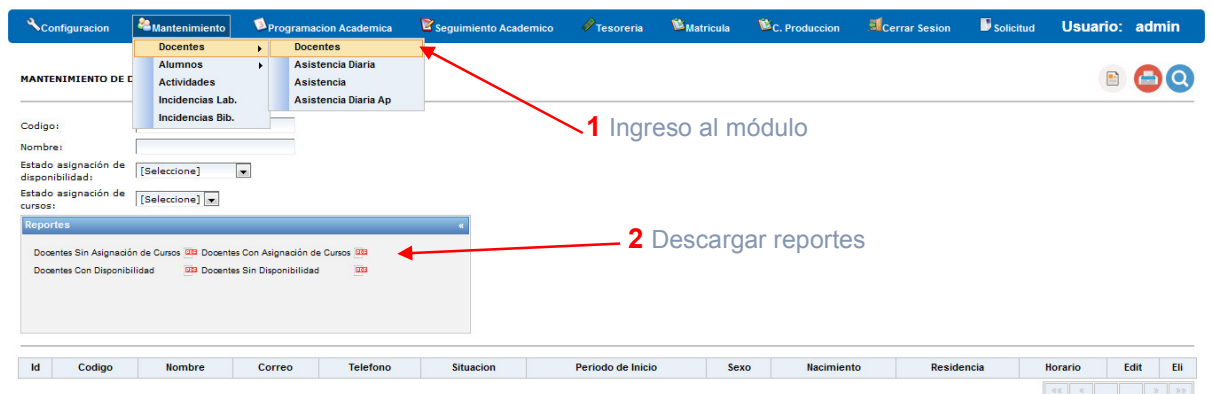 Configuracion Mantenimiento Programacion Academica Seguimiento Academico Tesoreria Matricula C. Produccion Cerrar Sesion Solicitud Usuario: admin
Docentes Docentes
Alumnos Asistencia Diaria
Actividades Asistencia
Incidencias Lab. Asistencia Diaria Ap
Incidencias Bib.
MANTENIMIENTO DE D
1 Ingreso al módulo
Codigo:
Nombre:
Estado asignación de
disponibilidad: [Seleccione]
Estado asignación de
cursos: [Seleccione]
Reportes «
Docentes Sin Asignación de Cursos Docentes Con Asignación de Cursos
Docentes Con Disponibilidad Docentes Sin Disponibilidad
2 Descargar reportes
Id Codigo Nombre Correo Telefono Situacion Periodo de Inicio Sexo Nacimiento Residencia Horario Edit Eli
<< < > >>